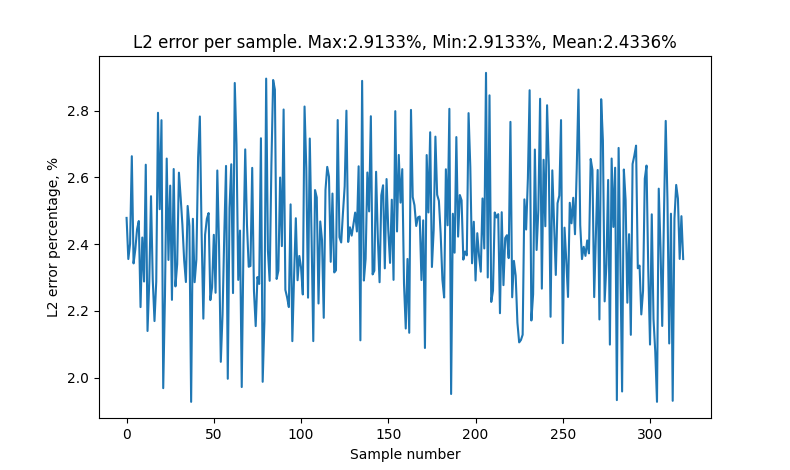 L2 error per sample. Max:2.9133%, Min:2.9133%, Mean:2.4336%
2.8
2.6
2.4
2.2
2.0
L2 error percentage, %
0 50 100 150 200 250 300
Sample number